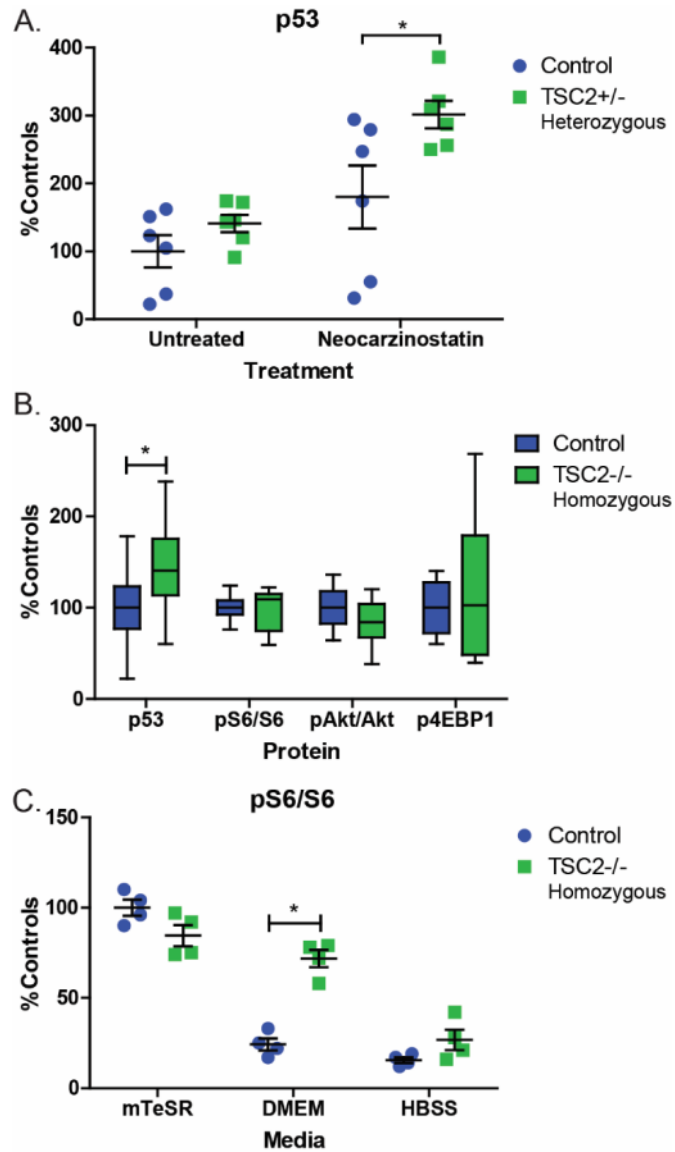 A.
p53
*
400
300
200
100
0
%Controls
Untreated
Neocarzinostatin
Treatment
Control
TSC2+/-
Heterozygous
B.
300
200
100
0
%Controls
*
p53
pS6/S6
pAkt/Akt
p4EBP1
Protein
Control
TSC2-/-
Homozygous
C.
pS6/S6
150
100
50
0
%Controls
*
mTeSR
DMEM
HBSS
Media
Control
TSC2-/-
Homozygous